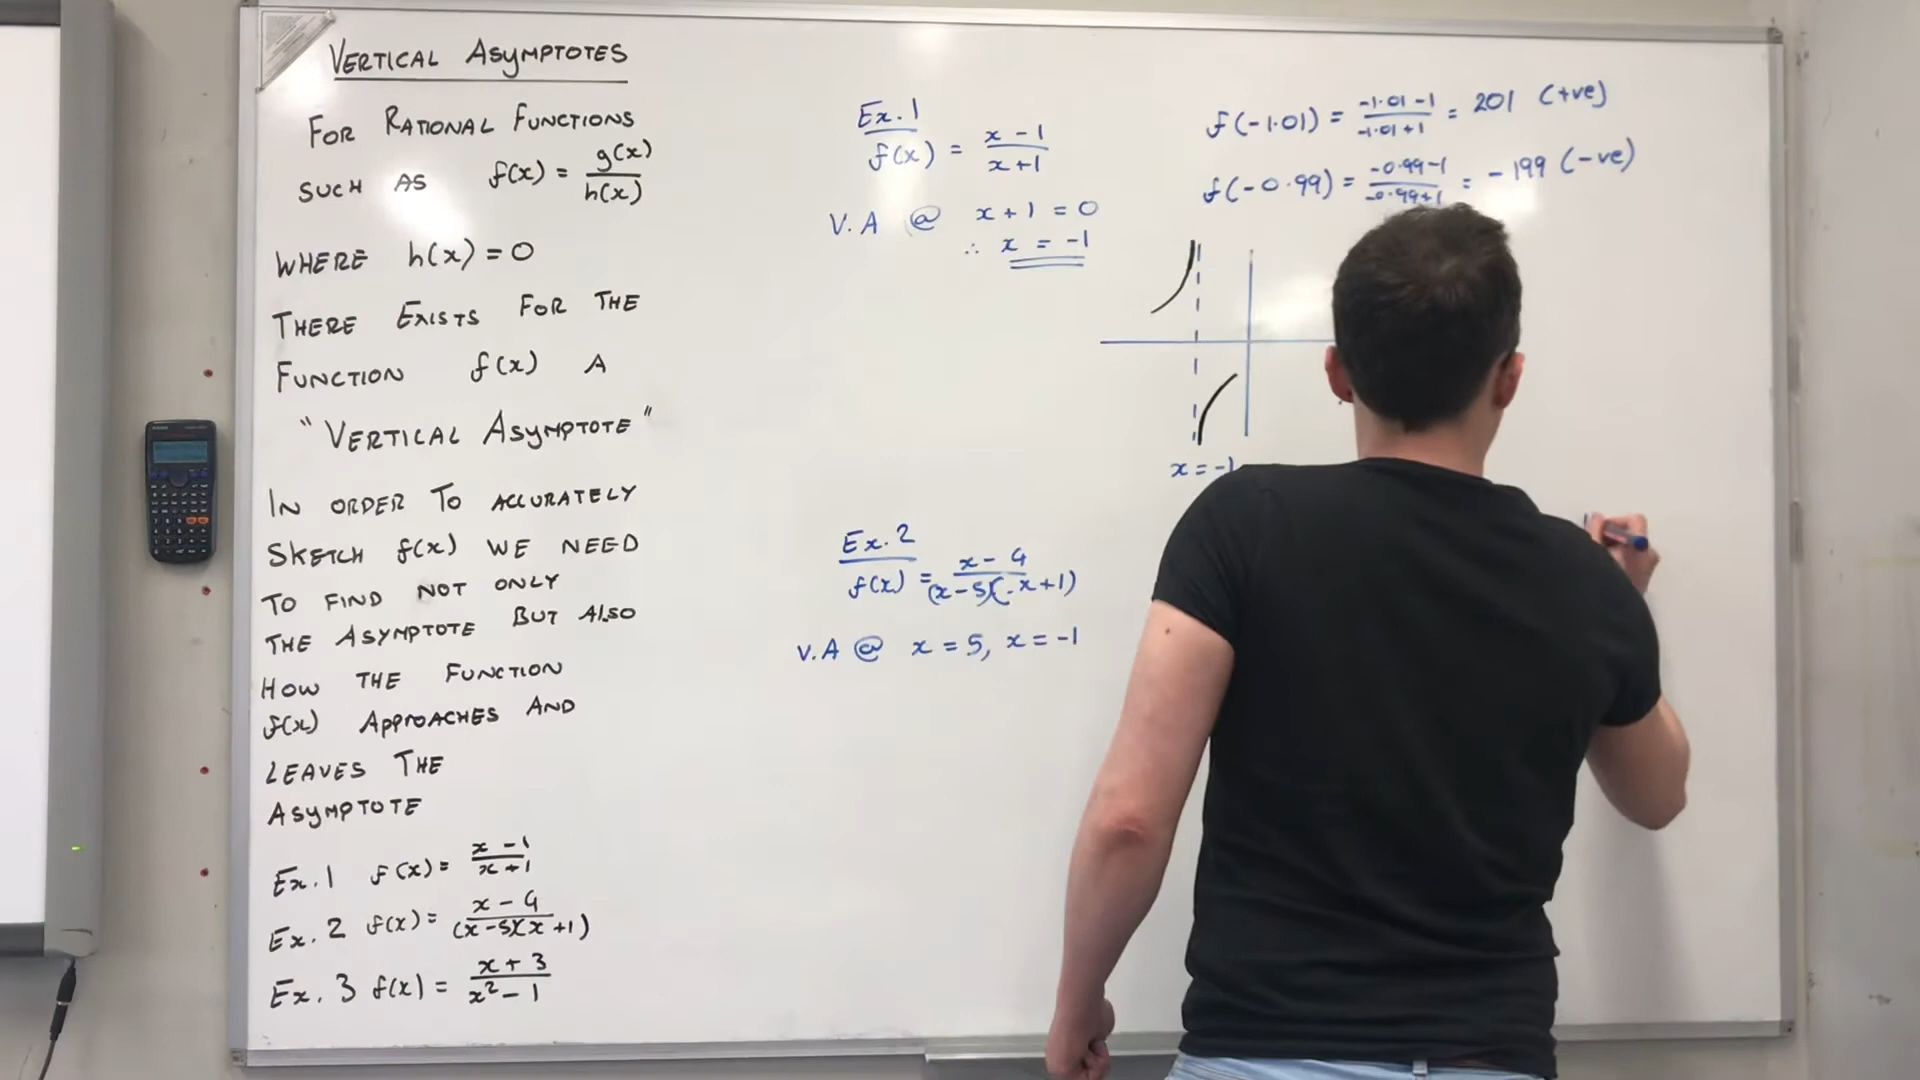 VERTICAL ASYMPTOTES
FOR RATIONAL FUNCTIONS
SUCH AS f(x) = g(x)/h(x)
WHERE h(x) = 0
THERE EXISTS FOR THE
FUNCTION f(x) A
"VERTICAL ASYMPTOTE"
IN ORDER TO ACCURATELY
SKETCH f(x) WE NEED
TO FIND NOT ONLY
THE ASYMPTOTE BUT ALSO
HOW THE FUNCTION
f(x) APPROACHES AND
LEAVES THE
ASYMPTOTE
Ex. 1 f(x) = (x - 1)/(x + 1)
Ex. 2 f(x) = (x - 4)/((x - 5)(x + 1))
Ex. 3 f(x) = (x + 3)/(x² - 1)
Ex. 1
f(x) = (x - 1)/(x + 1)
V.A @ x + 1 = 0
∴ x = -1
f(-1.01) = (-1.01 - 1)/(-1.01 + 1) = 201 (+ve)
f(-0.99) = (-0.99 - 1)/(-0.99 + 1) = -199 (-ve)
x = -1
Ex. 2
f(x) = (x - 4)/((x - 5)(x + 1))
V.A @ x = 5, x = -1